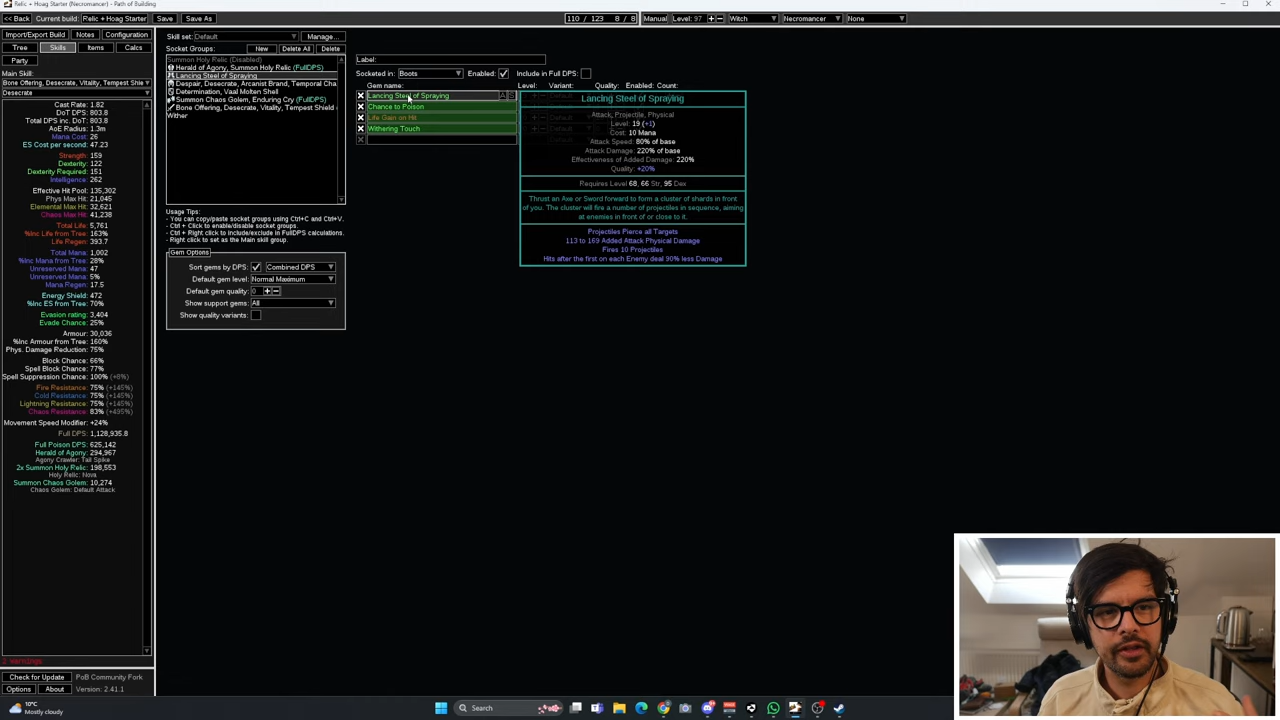 Relic + Hoag Starter (Necromancer) - Path of Building
<< Back
Current build:
Relic + Hoag Starter (Necromancer)
Save
Save As
110 / 123
8 / 8
Manual
Level: 97
+
−
Witch
Necromancer
None
Import/Export Build
Notes
Configuration
Tree
Skills
Items
Calcs
Party
Main Skill:
Bone Offering, Desecrate, Vitality, Tempest Shie
Desecrate
Cast Rate: 1.82
DoT DPS: 803.8
Total DPS inc. DoT: 803.8
AoE Radius: 1.3m
Mana Cost: 26
ES Cost per second: 47.23
Strength: 159
Dexterity: 122
Dexterity Required: 151
Intelligence: 262
Effective Hit Pool: 135,302
Phys Max Hit: 21,045
Elemental Max Hit: 32,621
Chaos Max Hit: 41,238
Total Life: 5,761
%Inc Life from Tree: 163%
Life Regen: 393.7
Total Mana: 1,002
%Inc Mana from Tree: 28%
Unreserved Mana: 47
Unreserved Mana: 5%
Mana Regen: 17.5
Energy Shield: 472
%Inc ES from Tree: 70%
Evasion rating: 3,404
Evade Chance: 25%
Armour: 30,036
%Inc Armour from Tree: 160%
Phys. Damage Reduction: 75%
Block Chance: 66%
Spell Block Chance: 77%
Spell Suppression Chance: 100% (+8%)
Fire Resistance: 75% (+145%)
Cold Resistance: 75% (+145%)
Lightning Resistance: 75% (+145%)
Chaos Resistance: 83% (+495%)
Movement Speed Modifier: +24%
Full DPS: 1,128,935.8
Full Poison DPS: 625,142
Herald of Agony: 294,967
Agony Crawler: Tail Spike
2x Summon Holy Relic: 198,553
Holy Relic: Nova
Summon Chaos Golem: 10,274
Chaos Golem: Default Attack
2 warnings
Check for Update
PoB Community Fork
Options
About
Version: 2.41.1
Skill set:
Default
Manage...
Socket Groups:
New
Delete All
Delete
Summon Holy Relic (Disabled)
Herald of Agony, Summon Holy Relic (FullDPS)
Lancing Steel of Spraying
Despair, Desecrate, Arcanist Brand, Temporal Cha
Determination, Vaal Molten Shell
Summon Chaos Golem, Enduring Cry (FullDPS)
Bone Offering, Desecrate, Vitality, Tempest Shield
Wither
Usage Tips:
- You can copy/paste socket groups using Ctrl+C and Ctrl+V.
- Ctrl + Click to enable/disable socket groups.
- Ctrl + Right click to include/exclude in FullDPS calculations.
- Right click to set as the Main skill group.
Gem Options
Sort gems by DPS:
Combined DPS
Default gem level:
Normal Maximum
Default gem quality:
0
+
−
Show support gems:
All
Show quality variants:
Label:
Socketed in:
Boots
Enabled:
Include in Full DPS:
Gem name:
Level:
Variant:
Quality:
Enabled:
Count:
Lancing Steel of Spraying
Chance to Poison
Life Gain on Hit
Withering Touch
Lancing Steel of Spraying
Attack, Projectile, Physical
Level: 19 (+1)
Cost: 10 Mana
Attack Speed: 80% of base
Attack Damage: 220% of base
Effectiveness of Added Damage: 220%
Quality: +20%
Requires Level 68, 66 Str, 95 Dex
Thrust an Axe or Sword forward to form a cluster of shards in front
of you. The cluster will fire a number of projectiles in sequence, aiming
at enemies in front of or close to it.
Projectiles Pierce all Targets
113 to 169 Added Attack Physical Damage
Fires 10 Projectiles
Hits after the first on each Enemy deal 90% less Damage
10°C
Mostly cloudy
Search